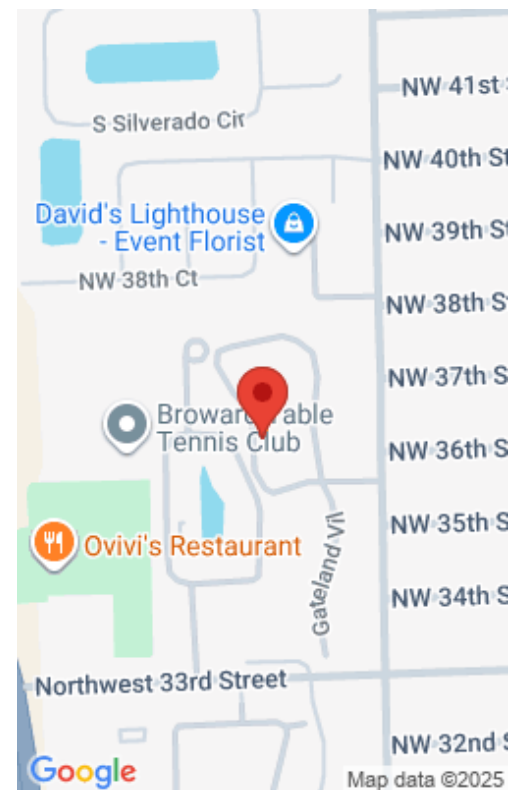 NW 41st
S Silverado Cir
NW 40th St
David's Lighthouse
- Event Florist
NW 39th St
NW 38th Ct
NW 38th S
NW 37th S
Broward Table
Tennis Club
NW 36th S
NW 35th S
Ovivi's Restaurant
Gateland Vil
NW 34th S
Northwest 33rd Street
NW 32nd S
Google
Map data ©2025